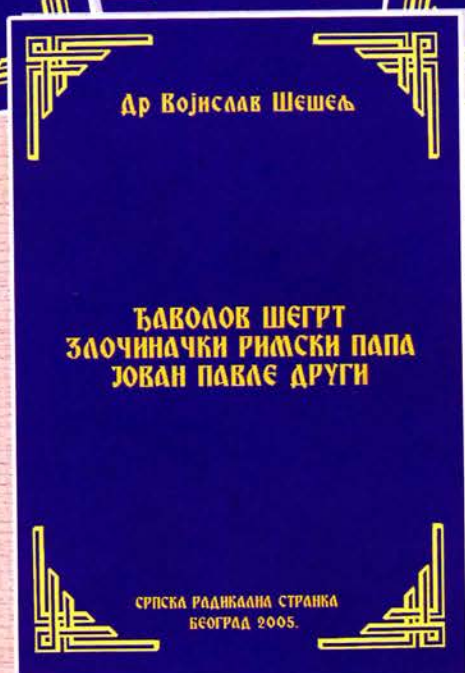 Др Војислав Шешељ
ЂАВОЛОВ ШЕГРТ
ЗЛОЧИНАЧКИ РИМСКИ ПАПА
ЈОВАН ПАВЛЕ ДРУГИ
СРПСКА РАДИКАЛНА СТРАНКА
БЕОГРАД 2005.